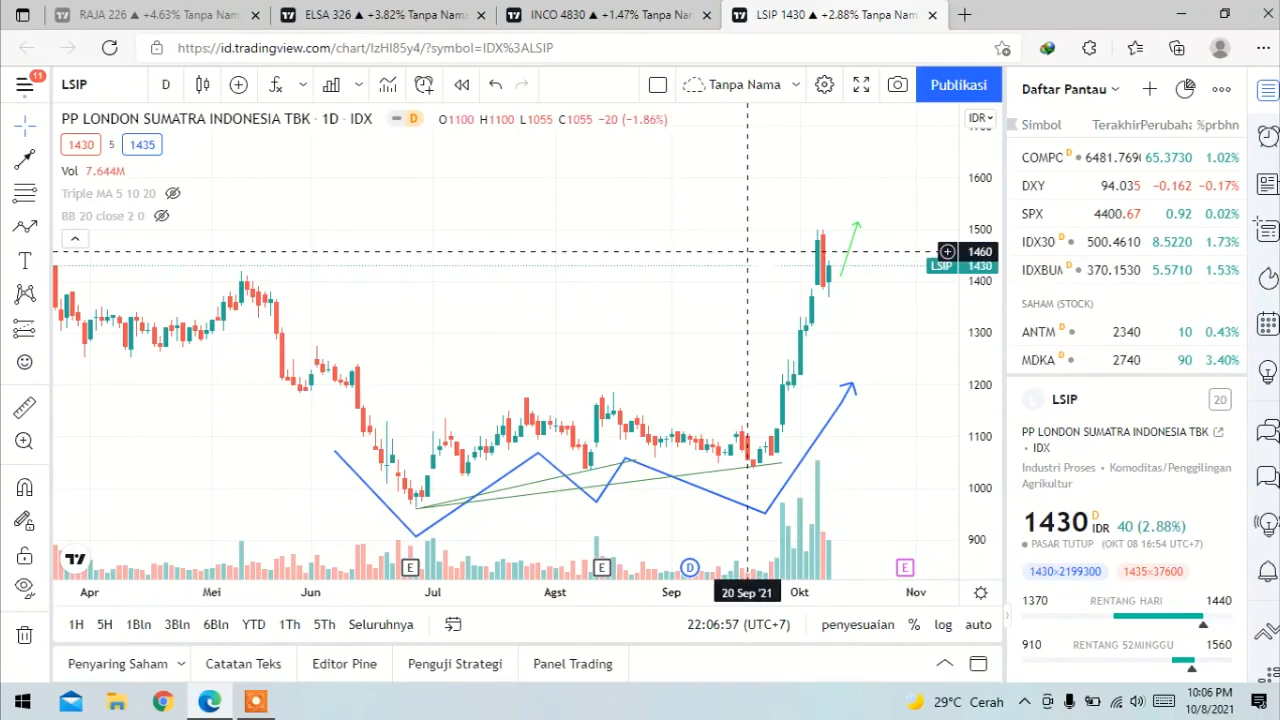 RAJA 226 ▲ +4.63% Tanpa Na
ELSA 326 ▲ +3.82% Tanpa Nam
INCO 4830 ▲ +1.47% Tanpa Nam
LSIP 1430 ▲ +2.88% Tanpa Nam
https://id.tradingview.com/chart/IzHI85y4/?symbol=IDX%3ALSIP
11
LSIP
D
Tanpa Nama
Publikasi
Daftar Pantau
PP LONDON SUMATRA INDONESIA TBK · 1D · IDX
D
O1100 H1100 L1055 C1055 −20 (−1.86%)
IDR
1430 5 1435
Vol 7.644M
Triple MA 5 10 20
BB 20 close 2 0
1700
1600
1500
1460
LSIP 1430
1400
1300
1200
1100
1000
900
E
E
D
E
Apr Mei Jun Jul Agst Sep 20 Sep '21 Okt Nov
1H 5H 1Bln 3Bln 6Bln YTD 1Th 5Th Seluruhnya
22:06:57 (UTC+7) penyesuaian % log auto
Penyaring Saham Catatan Teks Editor Pine Penguji Strategi Panel Trading
Simbol Terakhir Perubaha %prbhn
COMPO D 6481.769 65.3730 1.02%
DXY 94.035 −0.162 −0.17%
SPX 4400.67 0.92 0.02%
IDX30 D 500.4610 8.5220 1.73%
IDXBUM D 370.1530 5.5710 1.53%
SAHAM (STOCK)
ANTM D 2340 10 0.43%
MDKA D 2740 90 3.40%
L LSIP 20
PP LONDON SUMATRA INDONESIA TBK
· IDX
Industri Proses • Komoditas/Penggilingan
Agrikultur
1430 D IDR 40 (2.88%)
PASAR TUTUP (OKT 08 16:54 UTC+7)
1430×2199300 1435×37600
1370 RENTANG HARI 1440
910 RENTANG 52MINGGU 1560
29°C Cerah
10:06 PM
10/8/2021